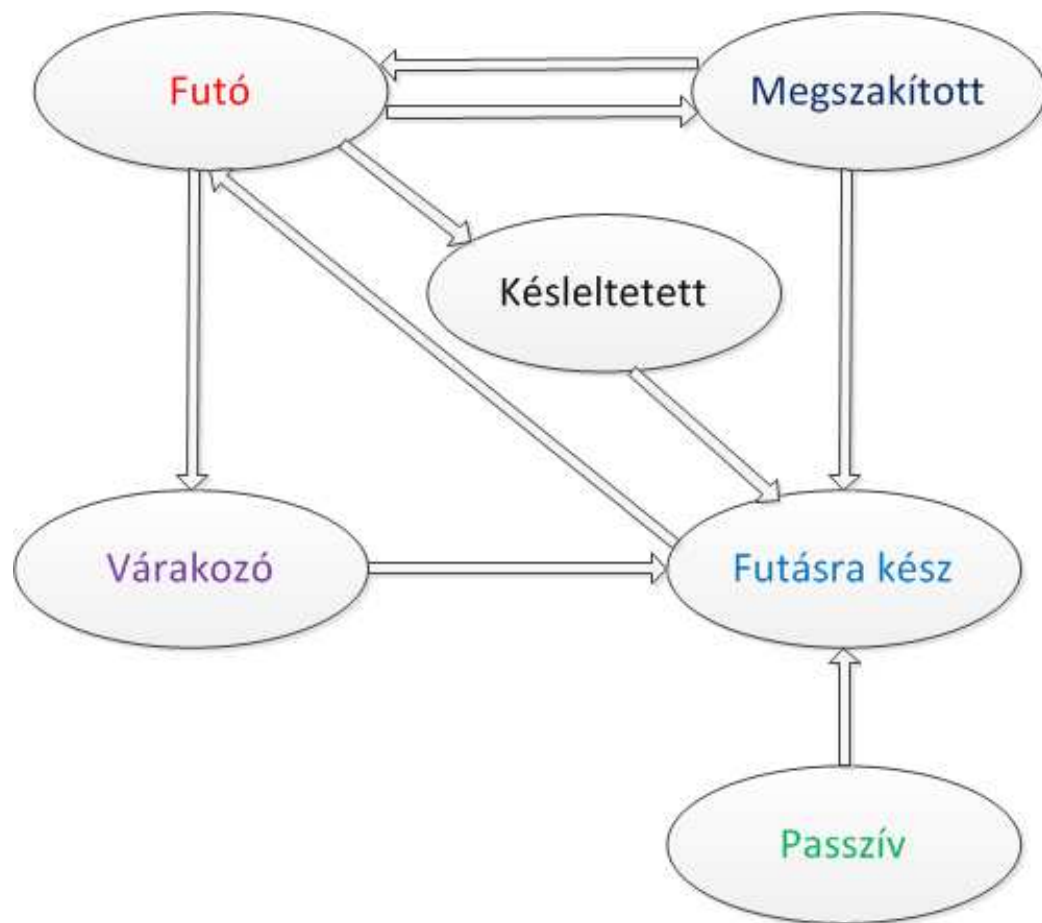 Futó
Megszakított
Késleltetett
Várakozó
Futásra kész
Passzív